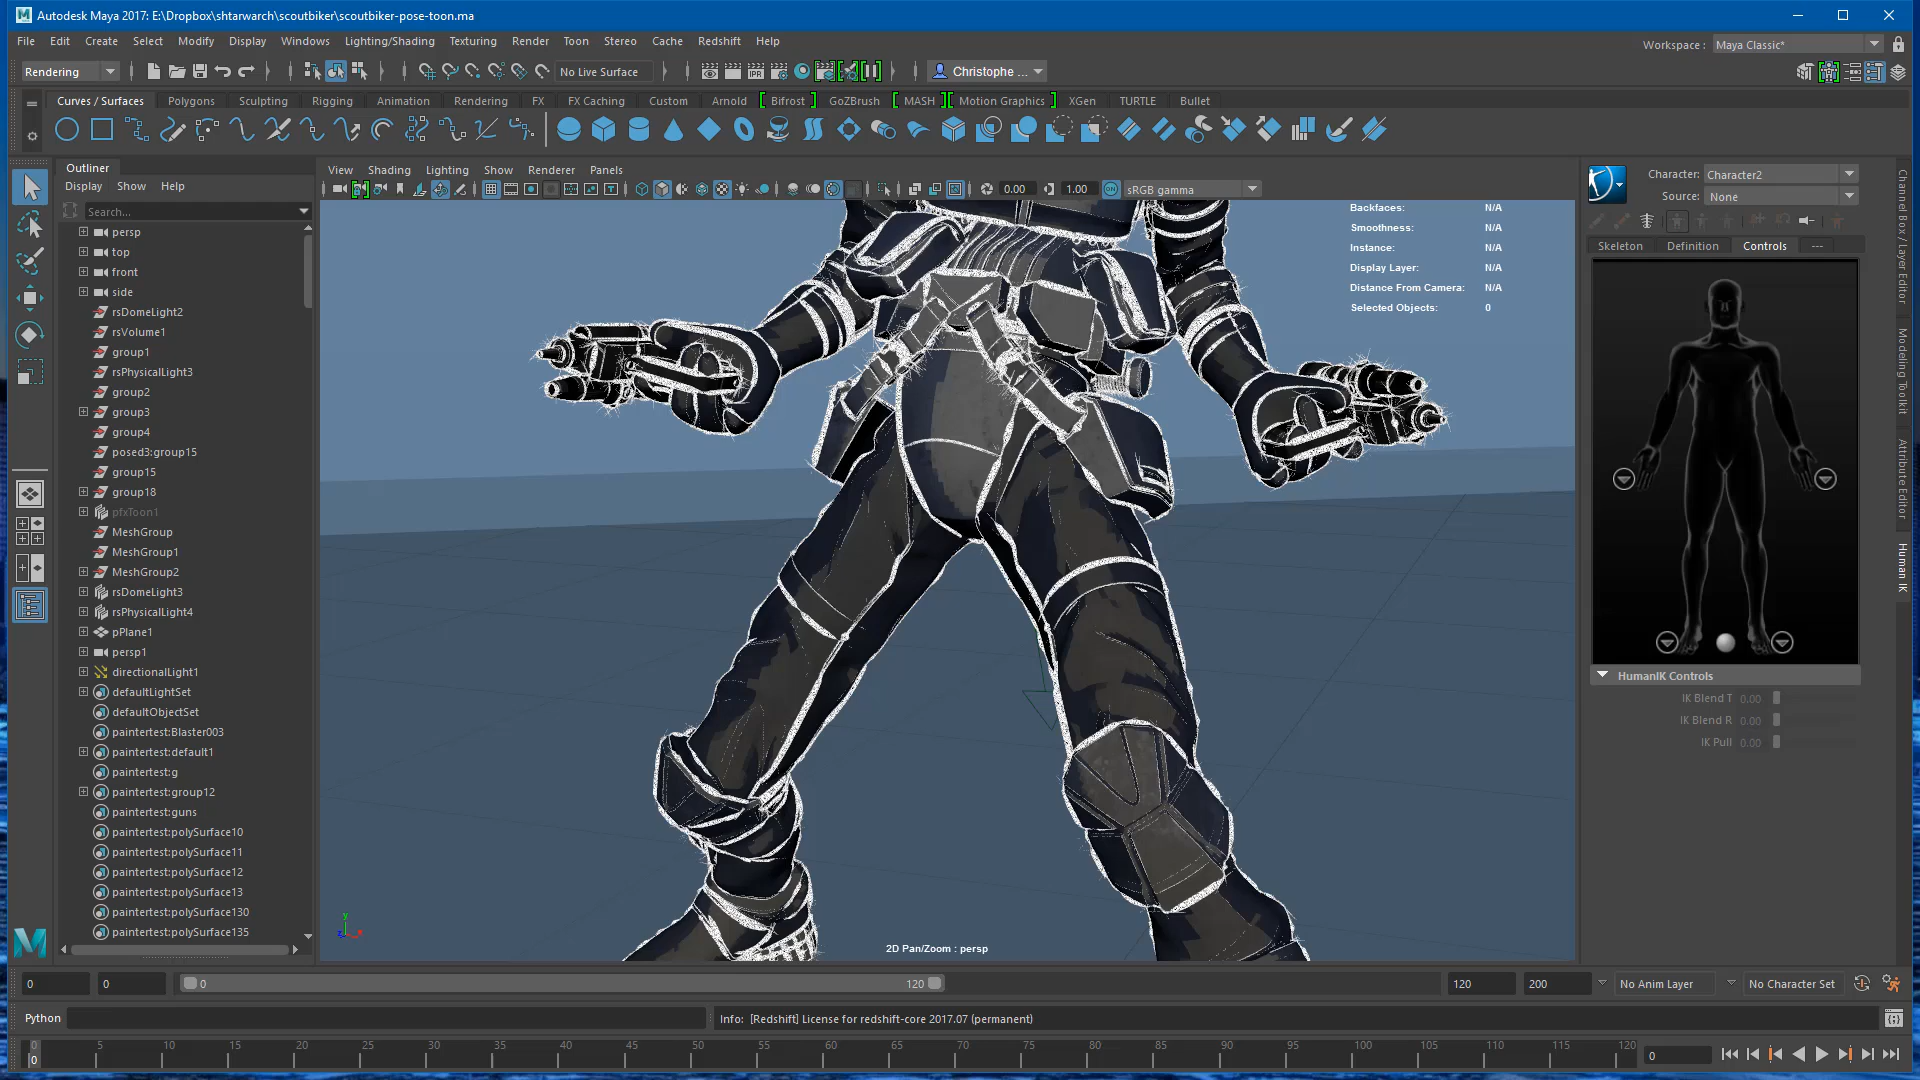 Autodesk Maya 2017: E:\Dropbox\shtarwarch\scoutbiker\scoutbiker-pose-toon.ma
File Edit Create Select Modify Display Windows Lighting/Shading Texturing Render Toon Stereo Cache Redshift Help
Workspace : Maya Classic*
Rendering No Live Surface IPR Christophe ...
Curves / Surfaces Polygons Sculpting Rigging Animation Rendering FX FX Caching Custom Arnold Bifrost GoZBrush MASH Motion Graphics XGen TURTLE Bullet
Outliner
Display Show Help
Search...
persp
top
front
side
rsDomeLight2
rsVolume1
group1
rsPhysicalLight3
group2
group3
group4
posed3:group15
group15
group18
pfxToon1
MeshGroup
MeshGroup1
MeshGroup2
rsDomeLight3
rsPhysicalLight4
pPlane1
persp1
directionalLight1
defaultLightSet
defaultObjectSet
paintertest:Blaster003
paintertest:default1
paintertest:g
paintertest:group12
paintertest:guns
paintertest:polySurface10
paintertest:polySurface11
paintertest:polySurface12
paintertest:polySurface13
paintertest:polySurface130
paintertest:polySurface135
View Shading Lighting Show Renderer Panels
0.00 1.00 ON sRGB gamma
Backfaces: N/A
Smoothness: N/A
Instance: N/A
Display Layer: N/A
Distance From Camera: N/A
Selected Objects: 0
y
z x
2D Pan/Zoom : persp
Character: Character2
Source: None
Skeleton Definition Controls ---
HumanIK Controls
IK Blend T 0.00
IK Blend R 0.00
IK Pull 0.00
Channel Box / Layer Editor
Modeling Toolkit
Attribute Editor
Human IK
0 0 0 120 120 200 No Anim Layer No Character Set
Python Info: [Redshift] License for redshift-core 2017.07 (permanent)
0 5 10 15 20 25 30 35 40 45 50 55 60 65 70 75 80 85 90 95 100 105 110 115 120
0 0